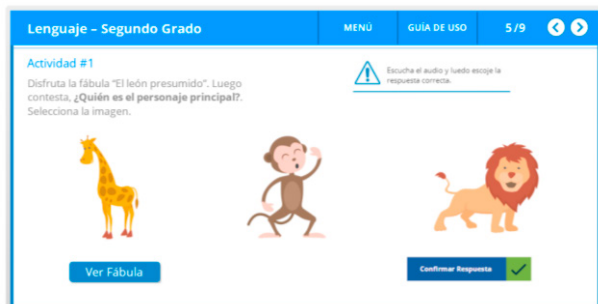 Lenguaje – Segundo Grado
MENÚ
GUÍA DE USO
5/9
Actividad #1
Disfruta la fábula “El león presumido”. Luego
contesta, ¿Quién es el personaje principal?.
Selecciona la imagen.
Escucha el audio y luedo escoje la
respuesta correcta.
Ver Fábula
Confirmar Respuesta